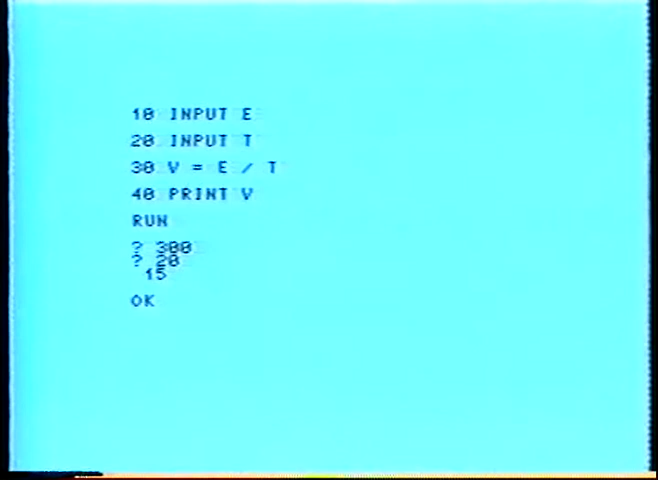 10 INPUT E
20 INPUT T
30 V = E / T
40 PRINT V
RUN
? 300
? 20
15
OK